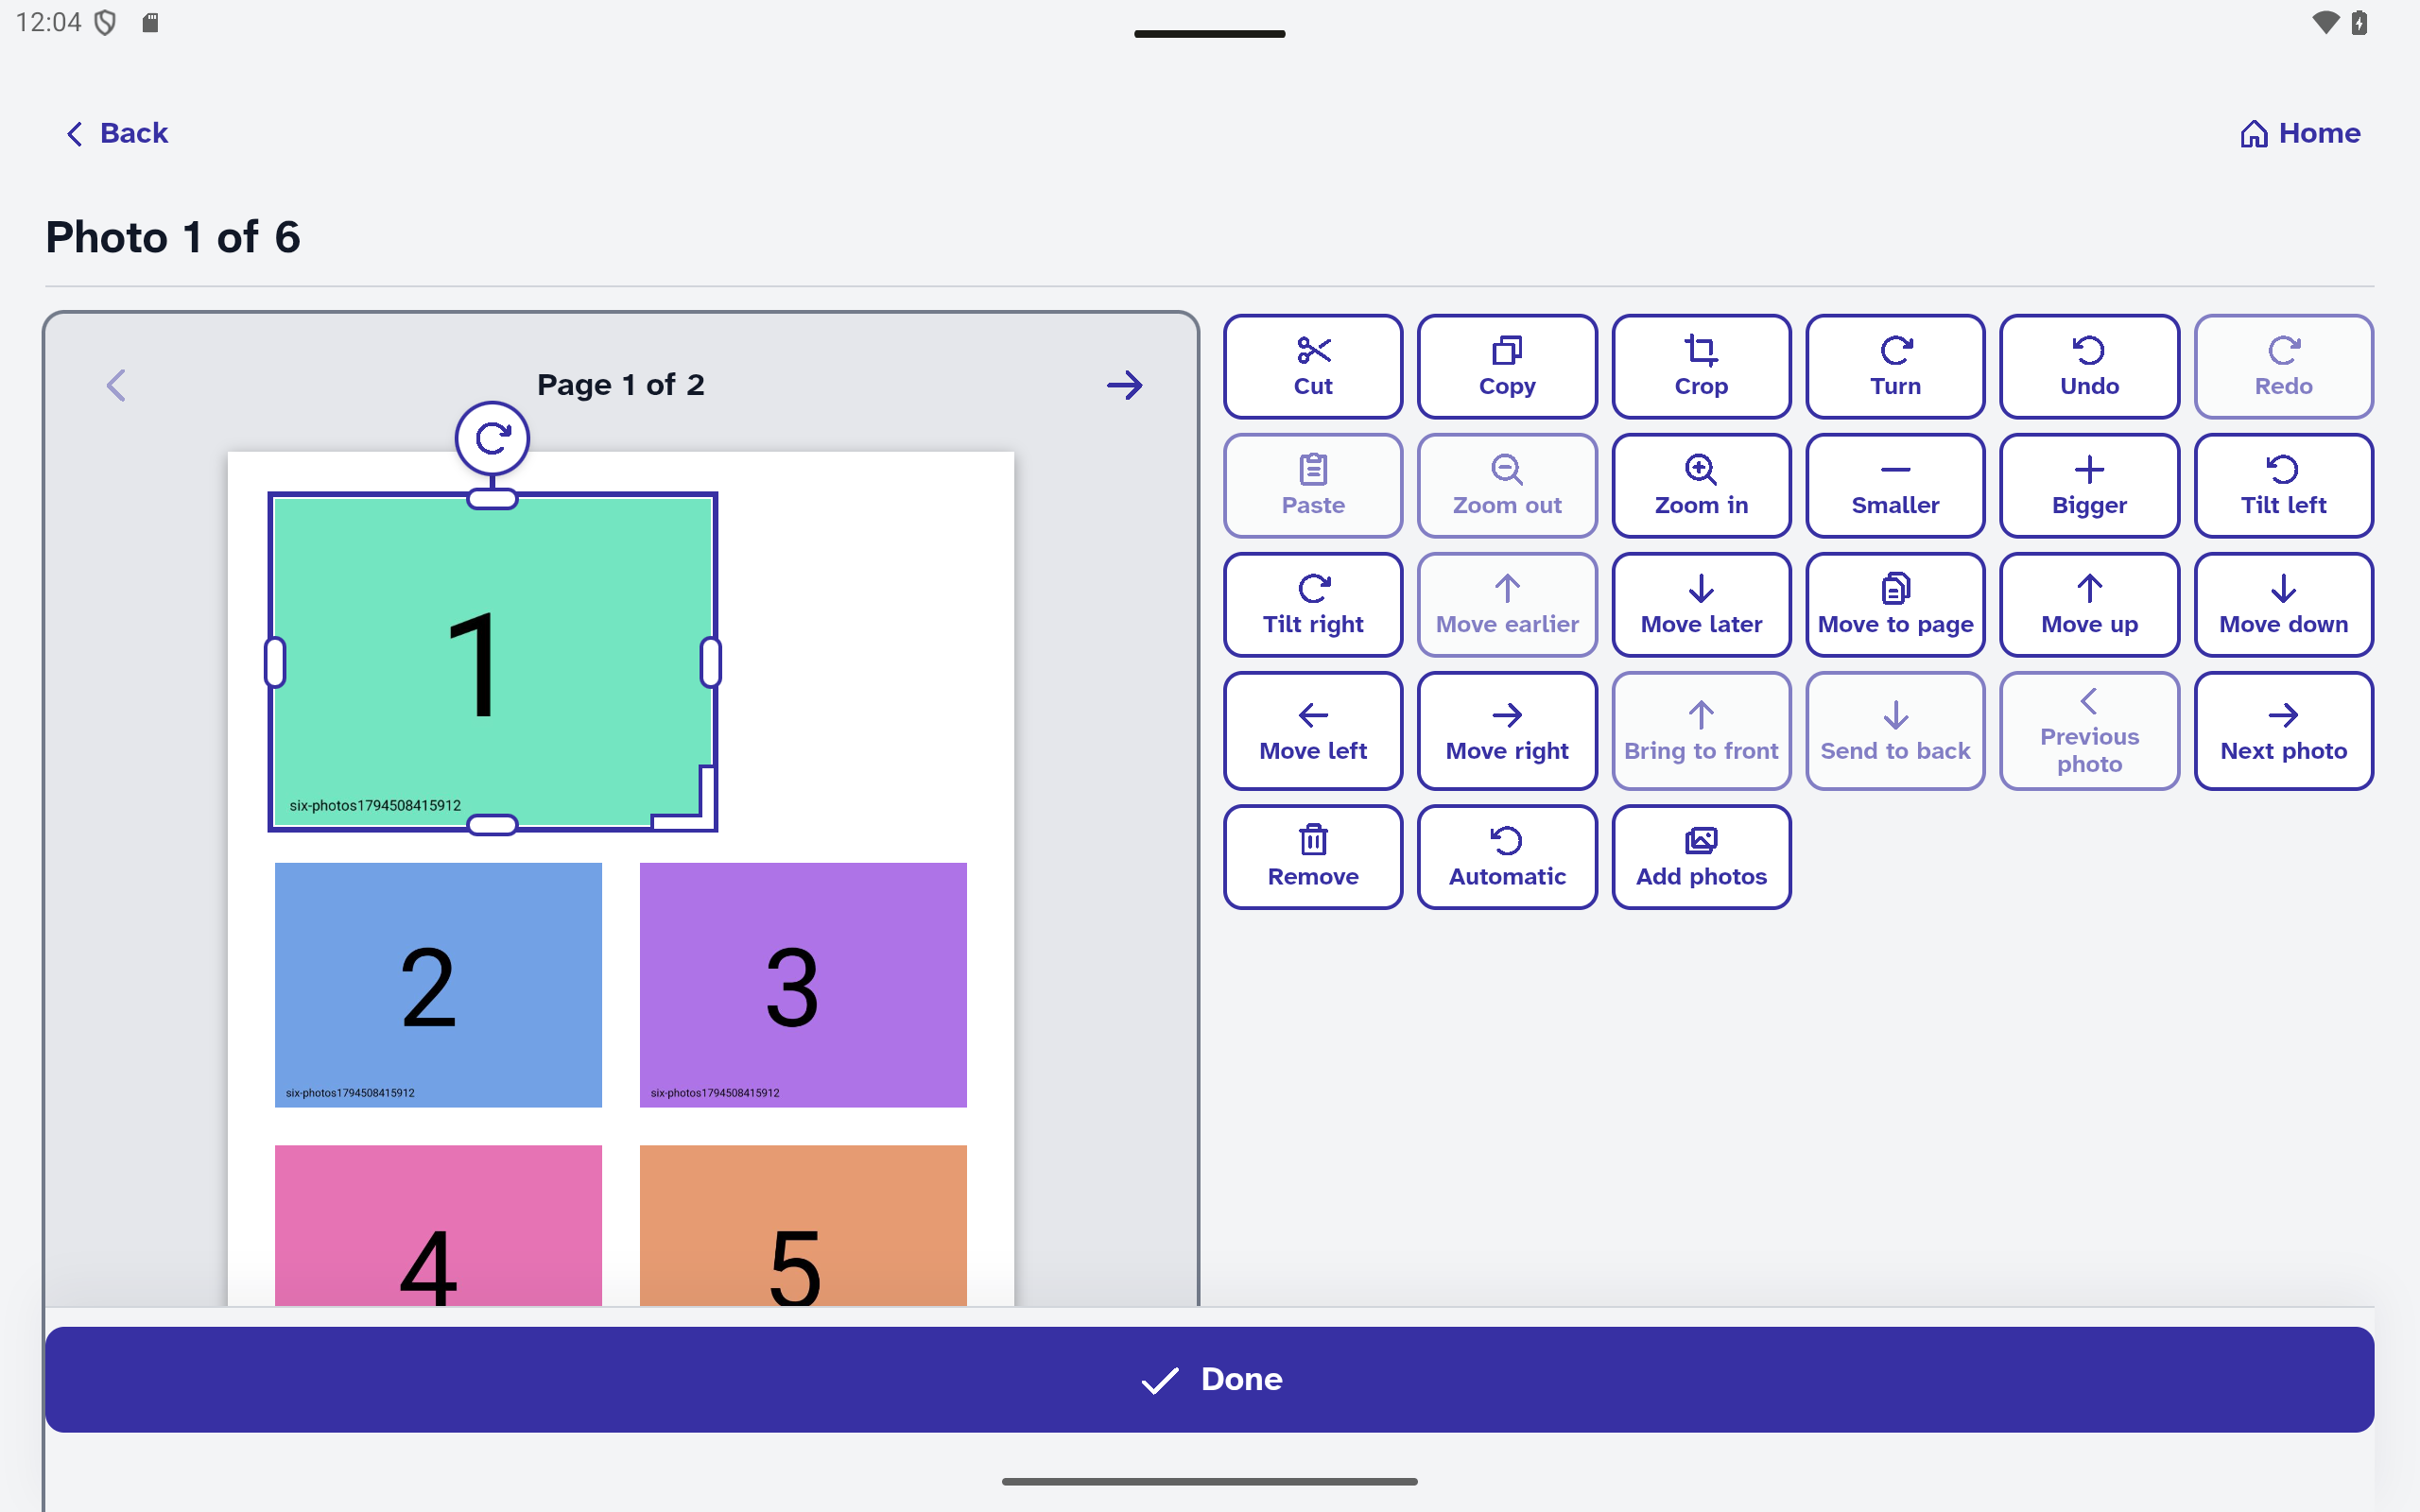 12:04
Back
Home
Photo 1 of 6
Page 1 of 2
1
six-photos1794508415912
2
six-photos1794508415912
3
six-photos1794508415912
4
5
Cut
Copy
Crop
Turn
Undo
Redo
Paste
Zoom out
Zoom in
Smaller
Bigger
Tilt left
Tilt right
Move earlier
Move later
Move to page
Move up
Move down
Move left
Move right
Bring to front
Send to back
Previous
photo
Next photo
Remove
Automatic
Add photos
Done